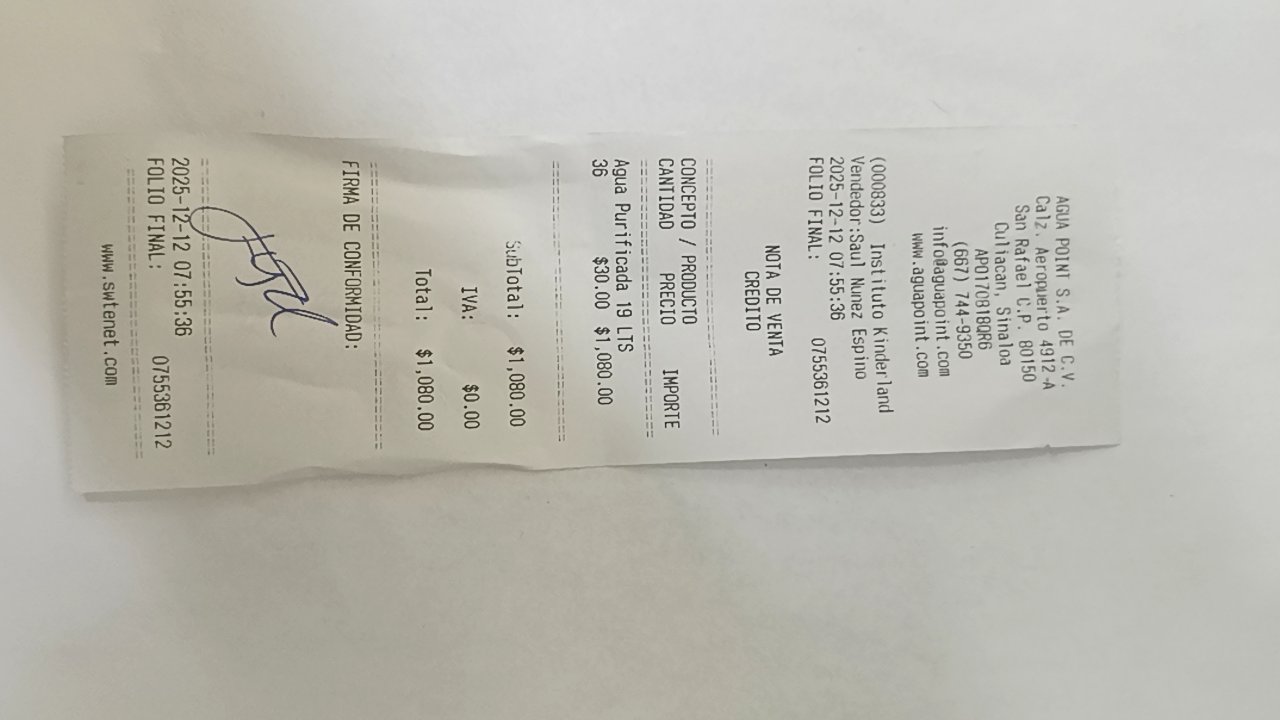 AGUA POINT S.A. DE C.V.
Calz. Aeropuerto 4912-A
San Rafael C.P. 80150
Culiacan, Sinaloa
APO170818QR6
(667) 744-9350
info@aguapoint.com
www.aguapoint.com
(000833) Instituto Kinderland
Vendedor:Saul Nunez Espino
2025-12-12 07:55:36
FOLIO FINAL: 0755361212
NOTA DE VENTA
CREDITO
CONCEPTO / PRODUCTO
CANTIDAD PRECIO IMPORTE
Agua Purificada 19 LTS
36 $30.00 $1,080.00
SubTotal: $1,080.00
IVA: $0.00
Total: $1,080.00
FIRMA DE CONFORMIDAD:
2025-12-12 07:55:36
FOLIO FINAL: 0755361212
www.swtenet.com